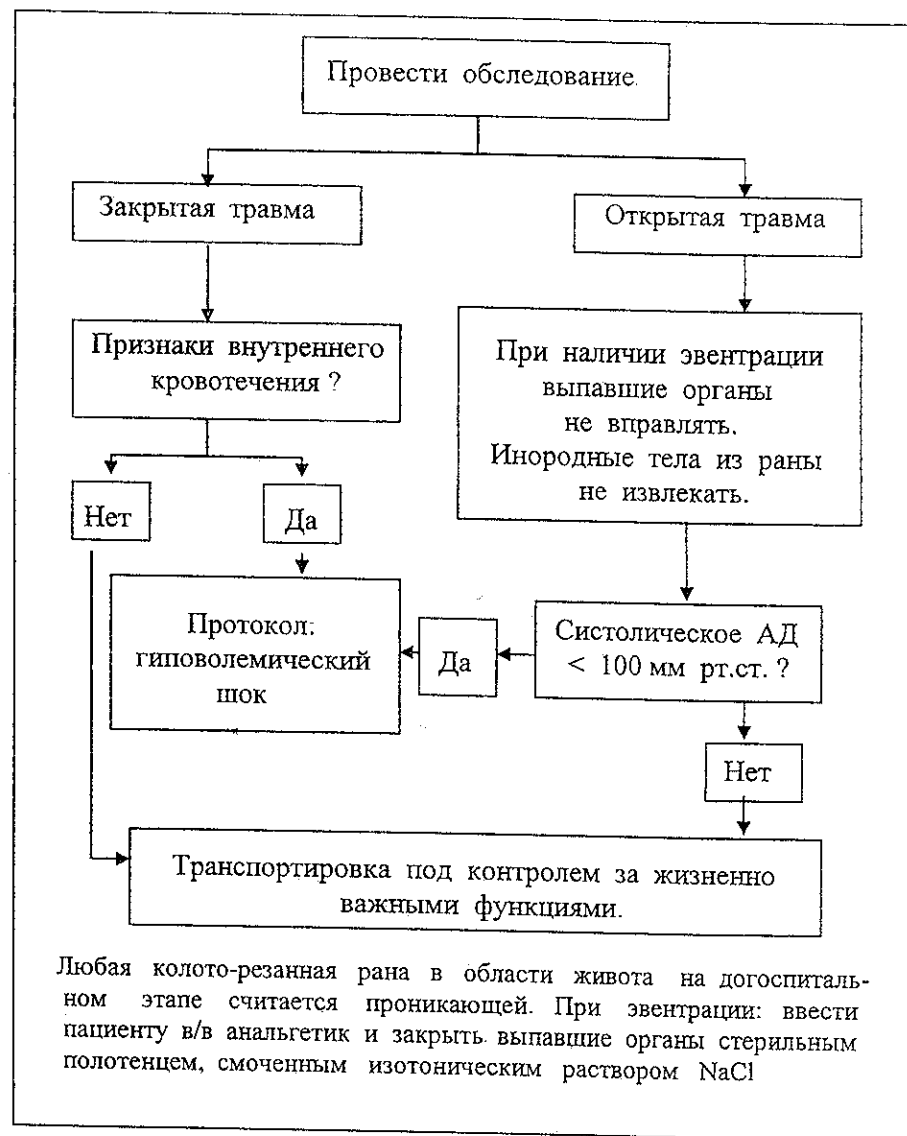 Провести обследование.
Закрытая травма
Открытая травма
Признаки внутреннего
кровотечения ?
При наличии эвентрации
выпавшие органы
не вправлять.
Инородные тела из раны
не извлекать.
Нет
Да
Протокол:
гиповолемический
шок
Да
Систолическое АД
< 100 мм рт.ст. ?
Нет
Транспортировка под контролем за жизненно
важными функциями.
Любая колото-резанная рана в области живота на догоспиталь-
ном этапе считается проникающей. При эвентрации: ввести
пациенту в/в анальгетик и закрыть выпавшие органы стерильным
полотенцем, смоченным изотоническим раствором NaCl